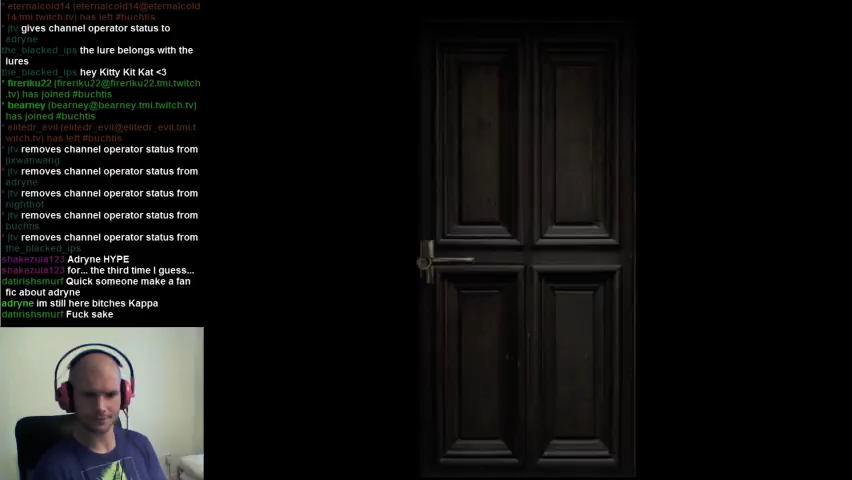 * eternalcold14 (eternalcold14@eternalcold
14.tmi.twitch.tv) has left #buchtis
* jtv gives channel operator status to
adryne
the_blacked_ips the lure belongs with the
lures
the_blacked_ips hey Kitty Kit Kat <3
* fireriku22 (fireriku22@fireriku22.tmi.twitch
.tv) has joined #buchtis
* bearney (bearney@bearney.tmi.twitch.tv)
has joined #buchtis
* elitedr_evil (elitedr_evil@elitedr_evil.tmi.t
witch.tv) has left #buchtis
* jtv removes channel operator status from
jixwanwang
* jtv removes channel operator status from
adryne
* jtv removes channel operator status from
nightbot
* jtv removes channel operator status from
buchtis
* jtv removes channel operator status from
the_blacked_ips
shakezula123 Adryne HYPE
shakezula123 for... the third time I guess...
datirishsmurf Quick someone make a fan
fic about adryne
adryne im still here bitches Kappa
datirishsmurf Fuck sake